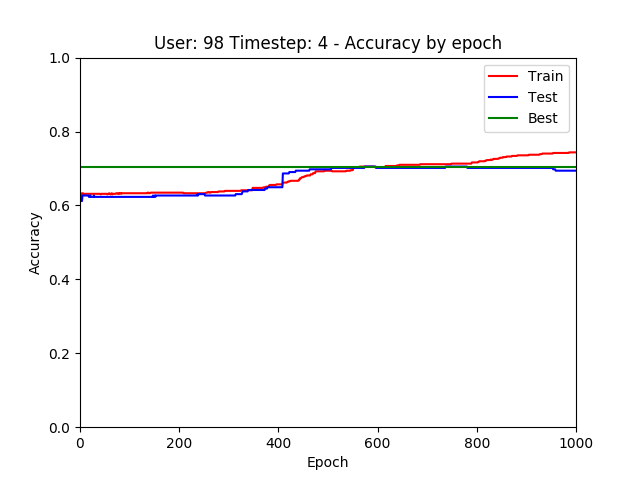 User: 98 Timestep: 4 - Accuracy by epoch
1.0
0.8
0.6
0.4
0.2
0.0
Accuracy
0 200 400 600 800 1000
Epoch
Train
Test
Best